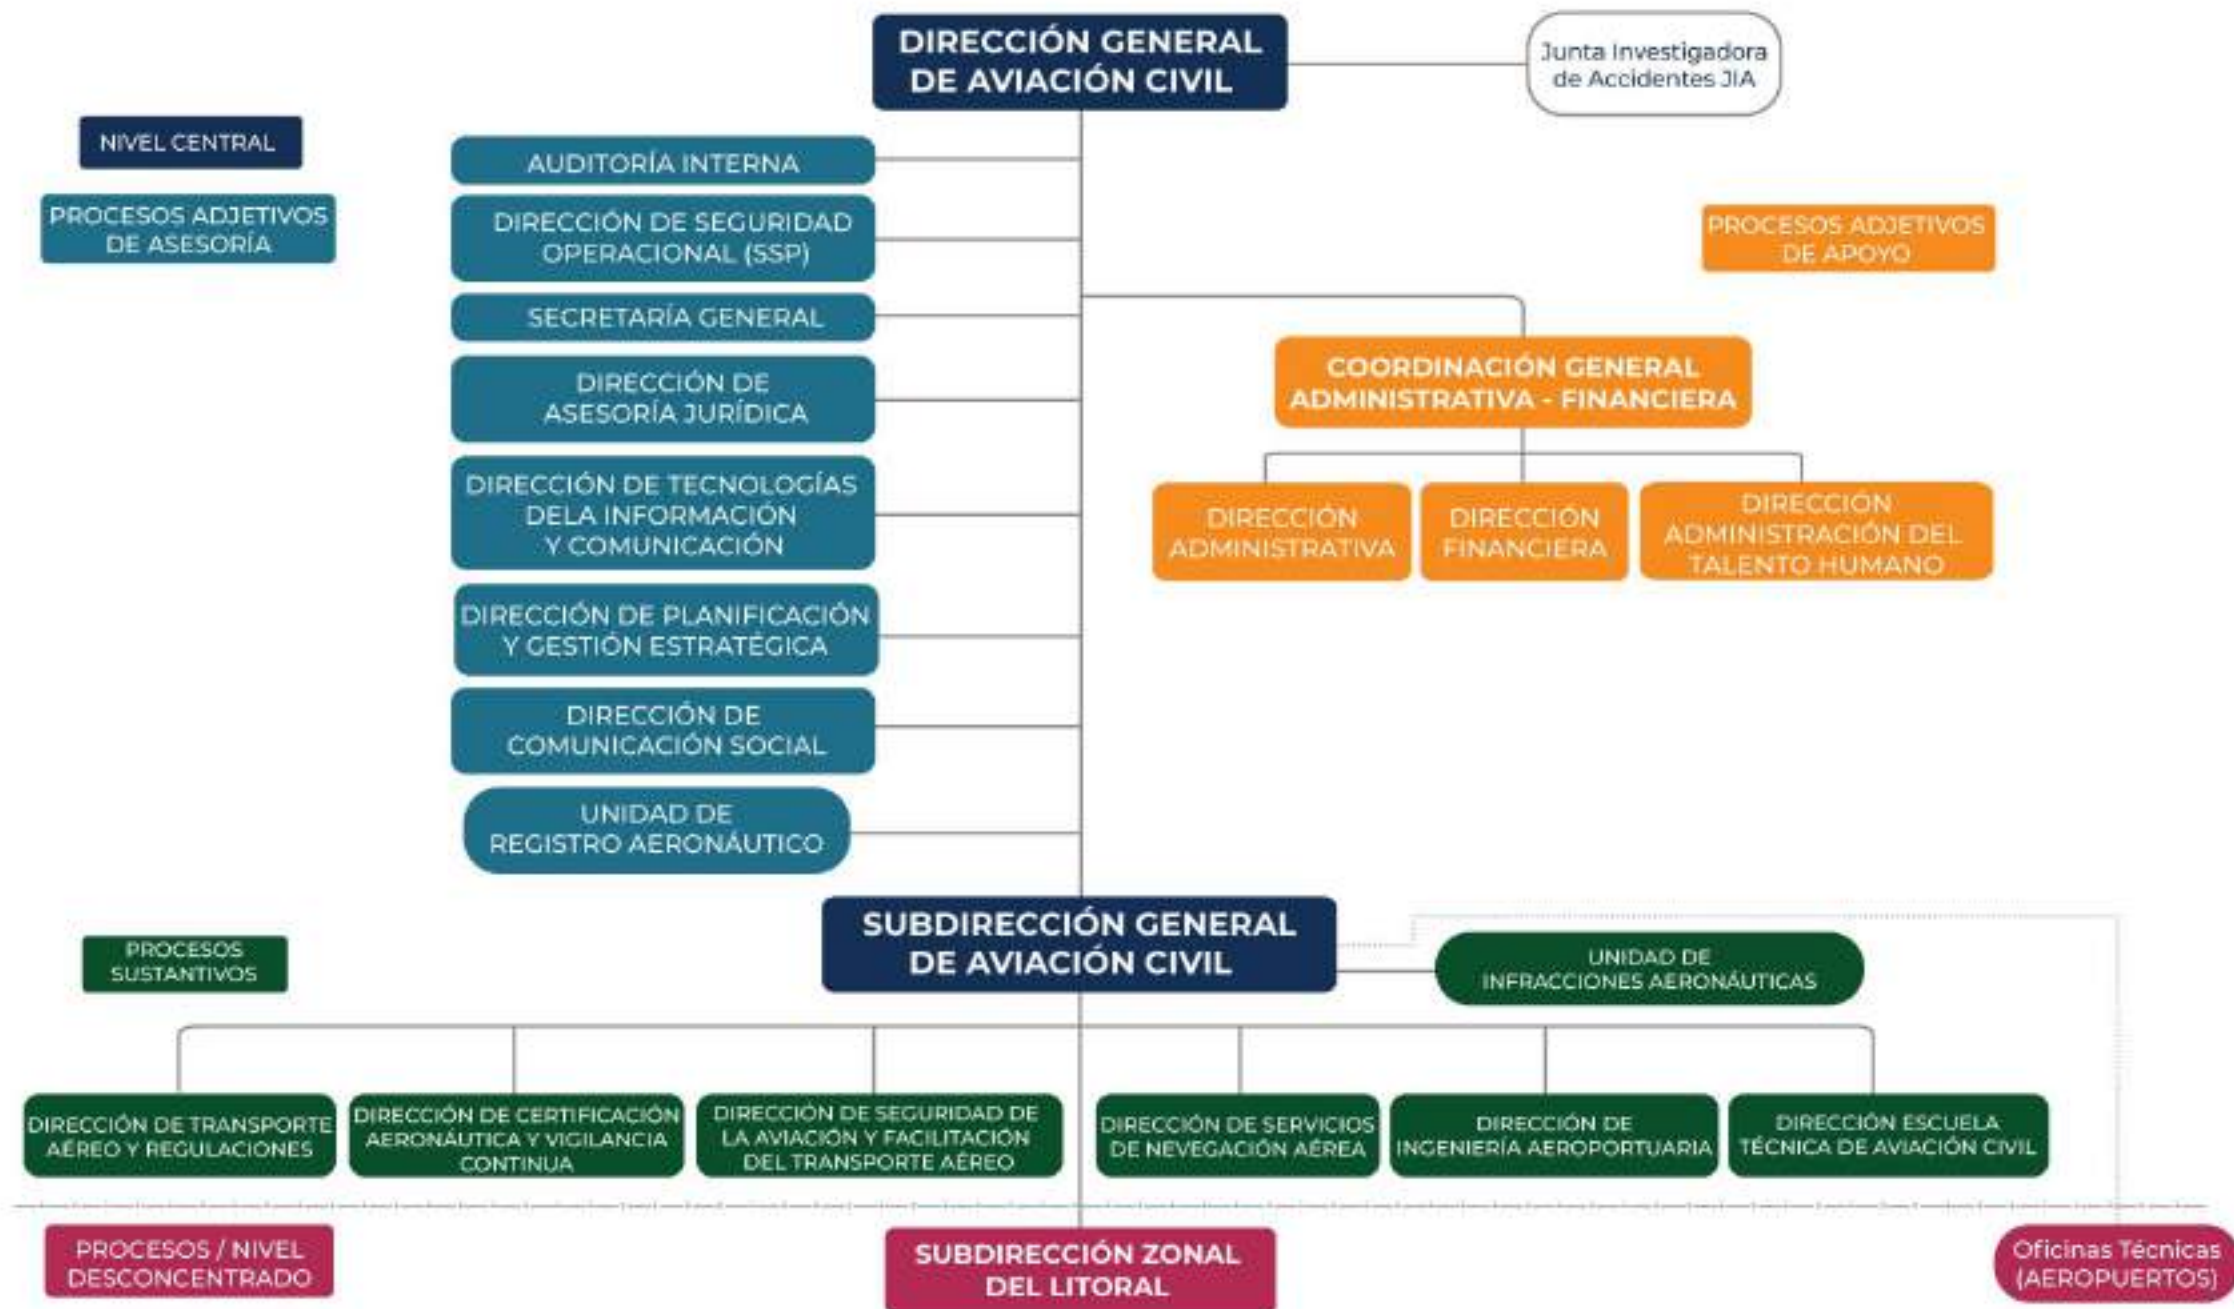 DIRECCIÓN GENERAL
DE AVIACIÓN CIVIL
Junta Investigadora
de Accidentes JIA
NIVEL CENTRAL
PROCESOS ADJETIVOS
DE ASESORÍA
AUDITORÍA INTERNA
DIRECCIÓN DE SEGURIDAD
OPERACIONAL (SSP)
SECRETARÍA GENERAL
DIRECCIÓN DE
ASESORÍA JURÍDICA
DIRECCIÓN DE TECNOLOGÍAS
DELA INFORMACIÓN
Y COMUNICACIÓN
DIRECCIÓN DE PLANIFICACIÓN
Y GESTIÓN ESTRATÉGICA
DIRECCIÓN DE
COMUNICACIÓN SOCIAL
UNIDAD DE
REGISTRO AERONÁUTICO
PROCESOS ADJETIVOS
DE APOYO
COORDINACIÓN GENERAL
ADMINISTRATIVA - FINANCIERA
DIRECCIÓN
ADMINISTRATIVA
DIRECCIÓN
FINANCIERA
DIRECCIÓN
ADMINISTRACIÓN DEL
TALENTO HUMANO
SUBDIRECCIÓN GENERAL
DE AVIACIÓN CIVIL
PROCESOS
SUSTANTIVOS
UNIDAD DE
INFRACCIONES AERONÁUTICAS
DIRECCIÓN DE TRANSPORTE
AÉREO Y REGULACIONES
DIRECCIÓN DE CERTIFICACIÓN
AERONÁUTICA Y VIGILANCIA
CONTINUA
DIRECCIÓN DE SEGURIDAD DE
LA AVIACIÓN Y FACILITACIÓN
DEL TRANSPORTE AÉREO
DIRECCIÓN DE SERVICIOS
DE NEVEGACIÓN AÉREA
DIRECCIÓN DE
INGENIERÍA AEROPORTUARIA
DIRECCIÓN ESCUELA
TÉCNICA DE AVIACIÓN CIVIL
PROCESOS / NIVEL
DESCONCENTRADO
SUBDIRECCIÓN ZONAL
DEL LITORAL
Oficinas Técnicas
(AEROPUERTOS)